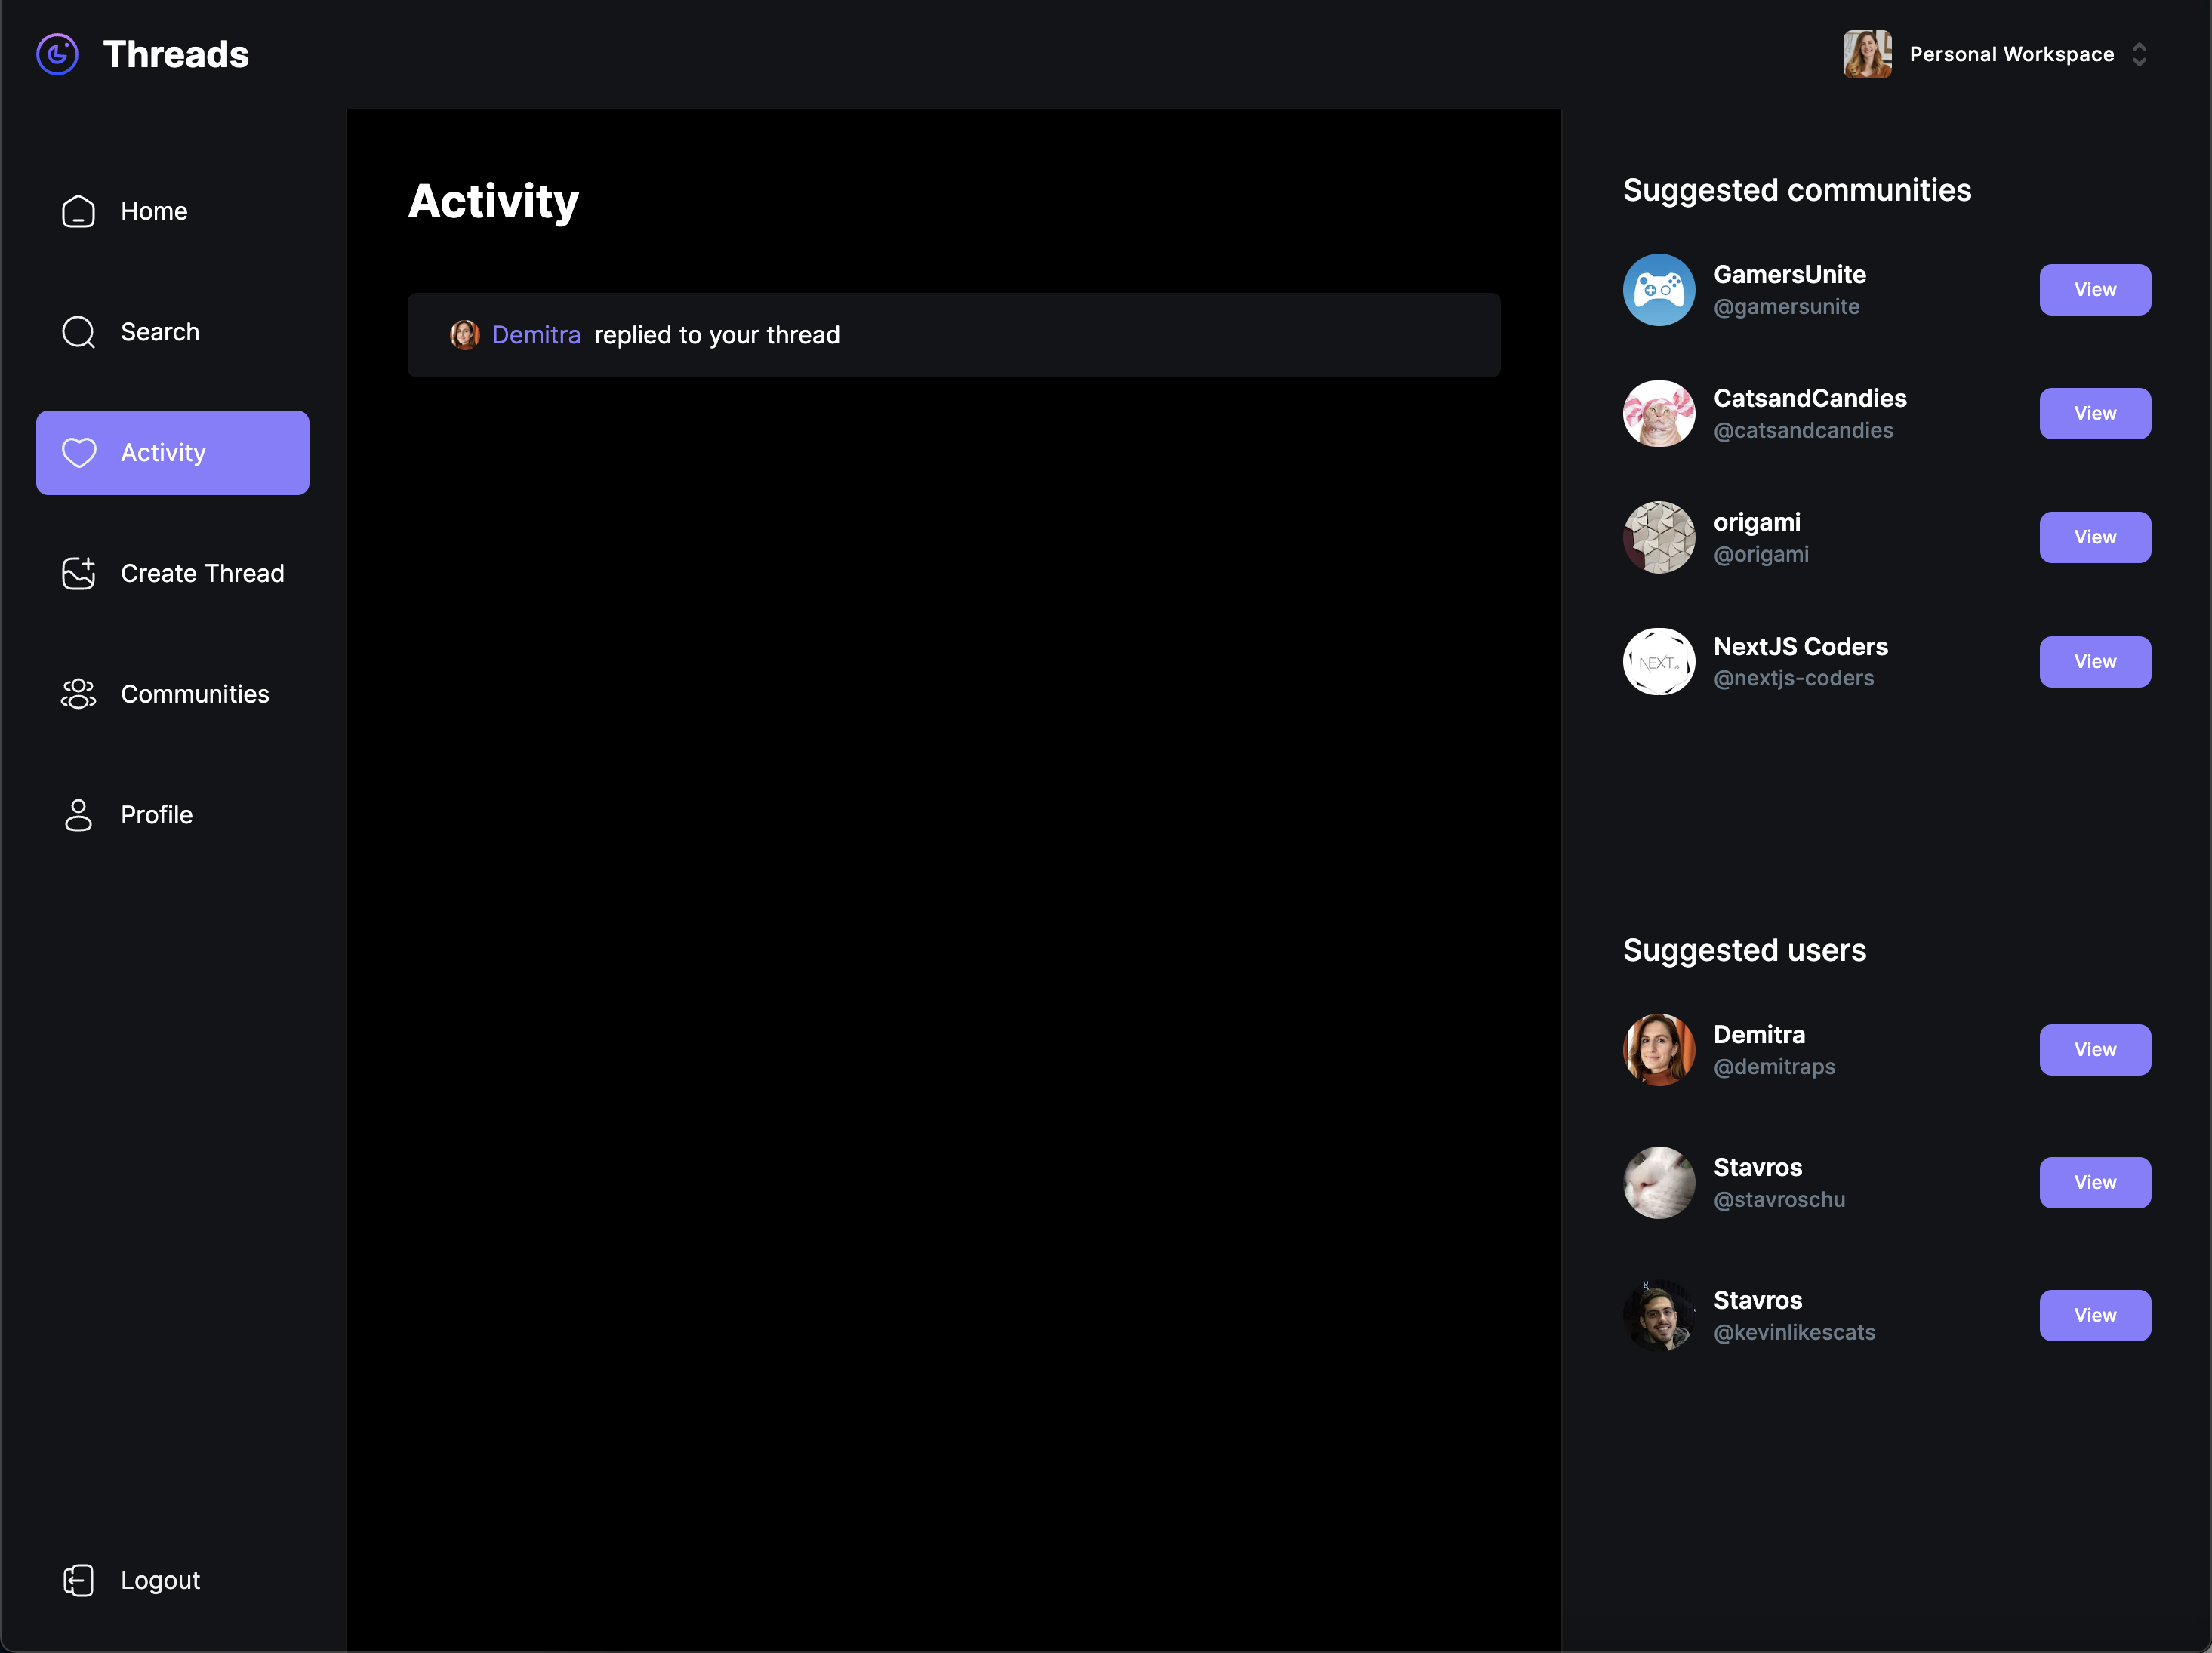 Threads
Personal Workspace
Home
Search
Activity
Create Thread
Communities
Profile
Logout
Activity
Demitra replied to your thread
Suggested communities
GamersUnite
@gamersunite
View
CatsandCandies
@catsandcandies
View
origami
@origami
View
NEXT.JS
NextJS Coders
@nextjs-coders
View
Suggested users
Demitra
@demitraps
View
Stavros
@stavroschu
View
Stavros
@kevinlikescats
View